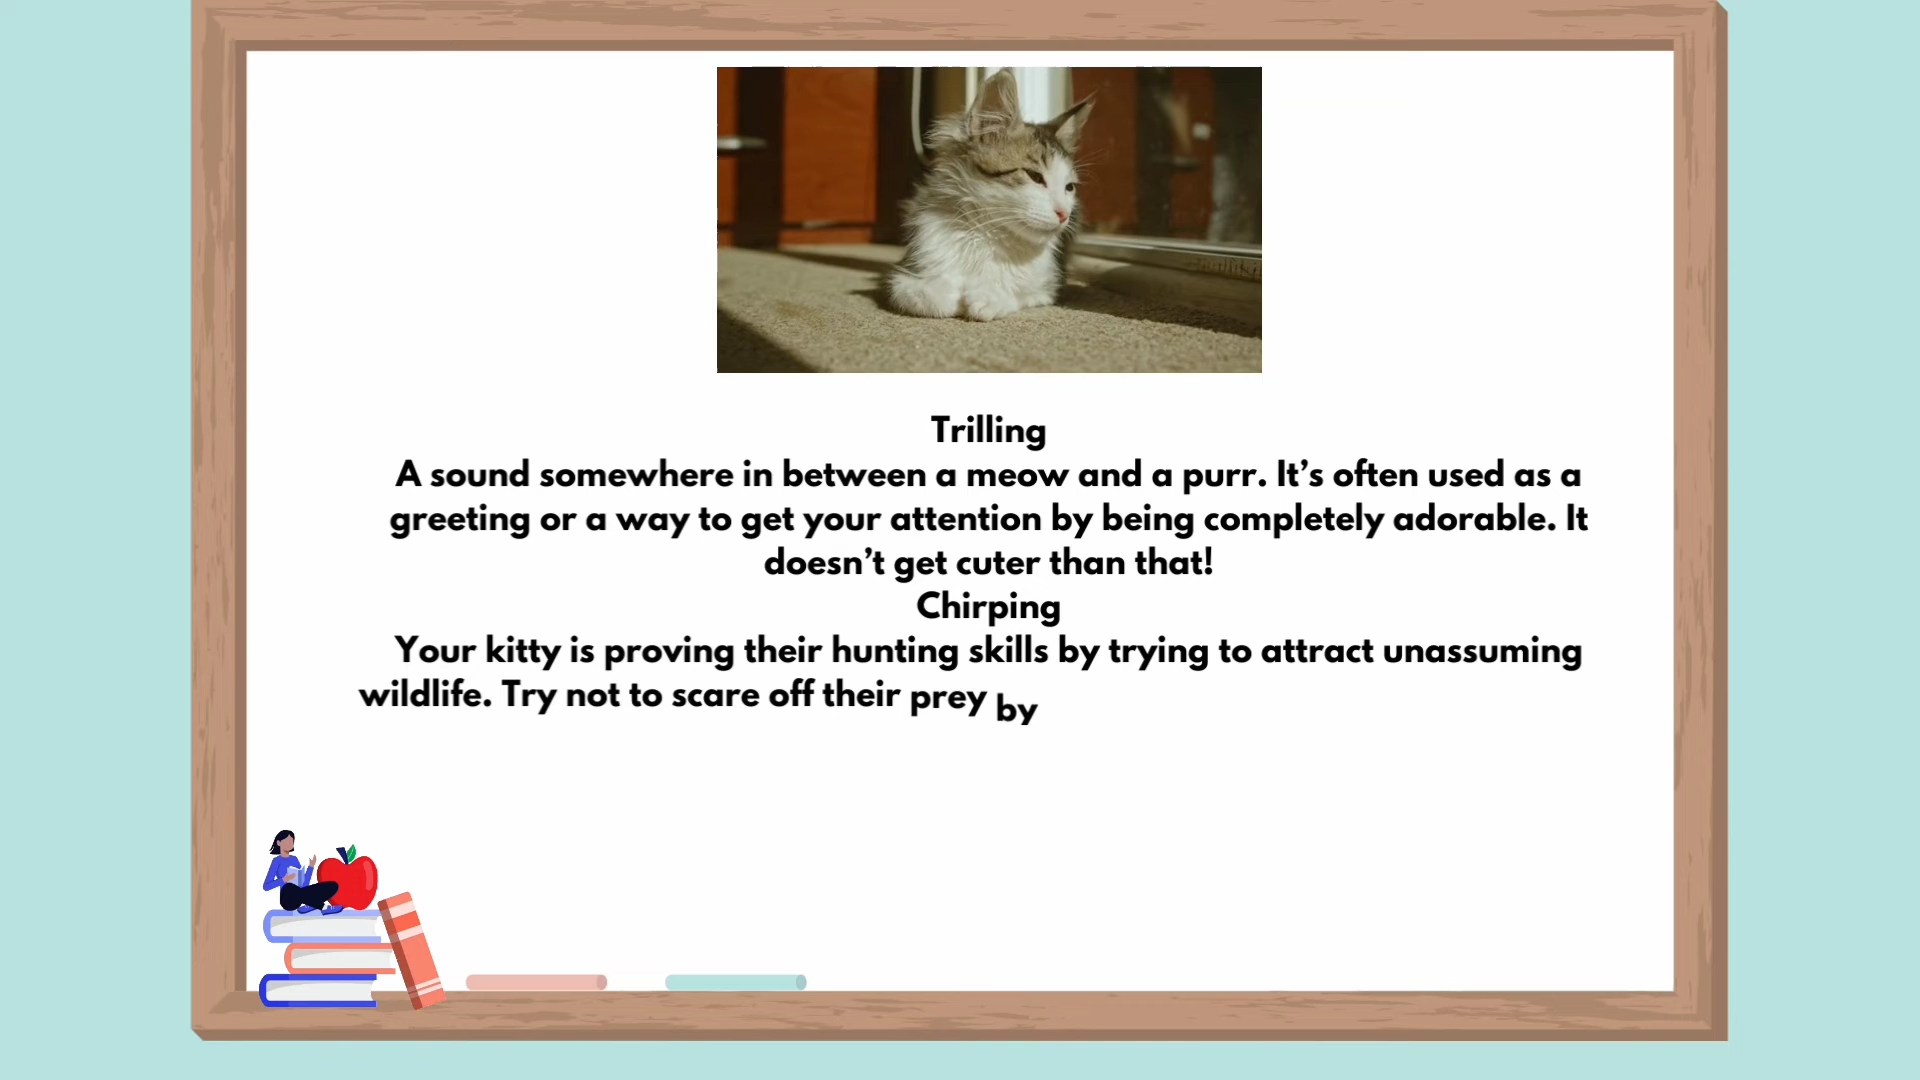 Trilling
A sound somewhere in between a meow and a purr. It’s often used as a
greeting or a way to get your attention by being completely adorable. It
doesn’t get cuter than that!
Chirping
Your kitty is proving their hunting skills by trying to attract unassuming
wildlife. Try not to scare off their prey by